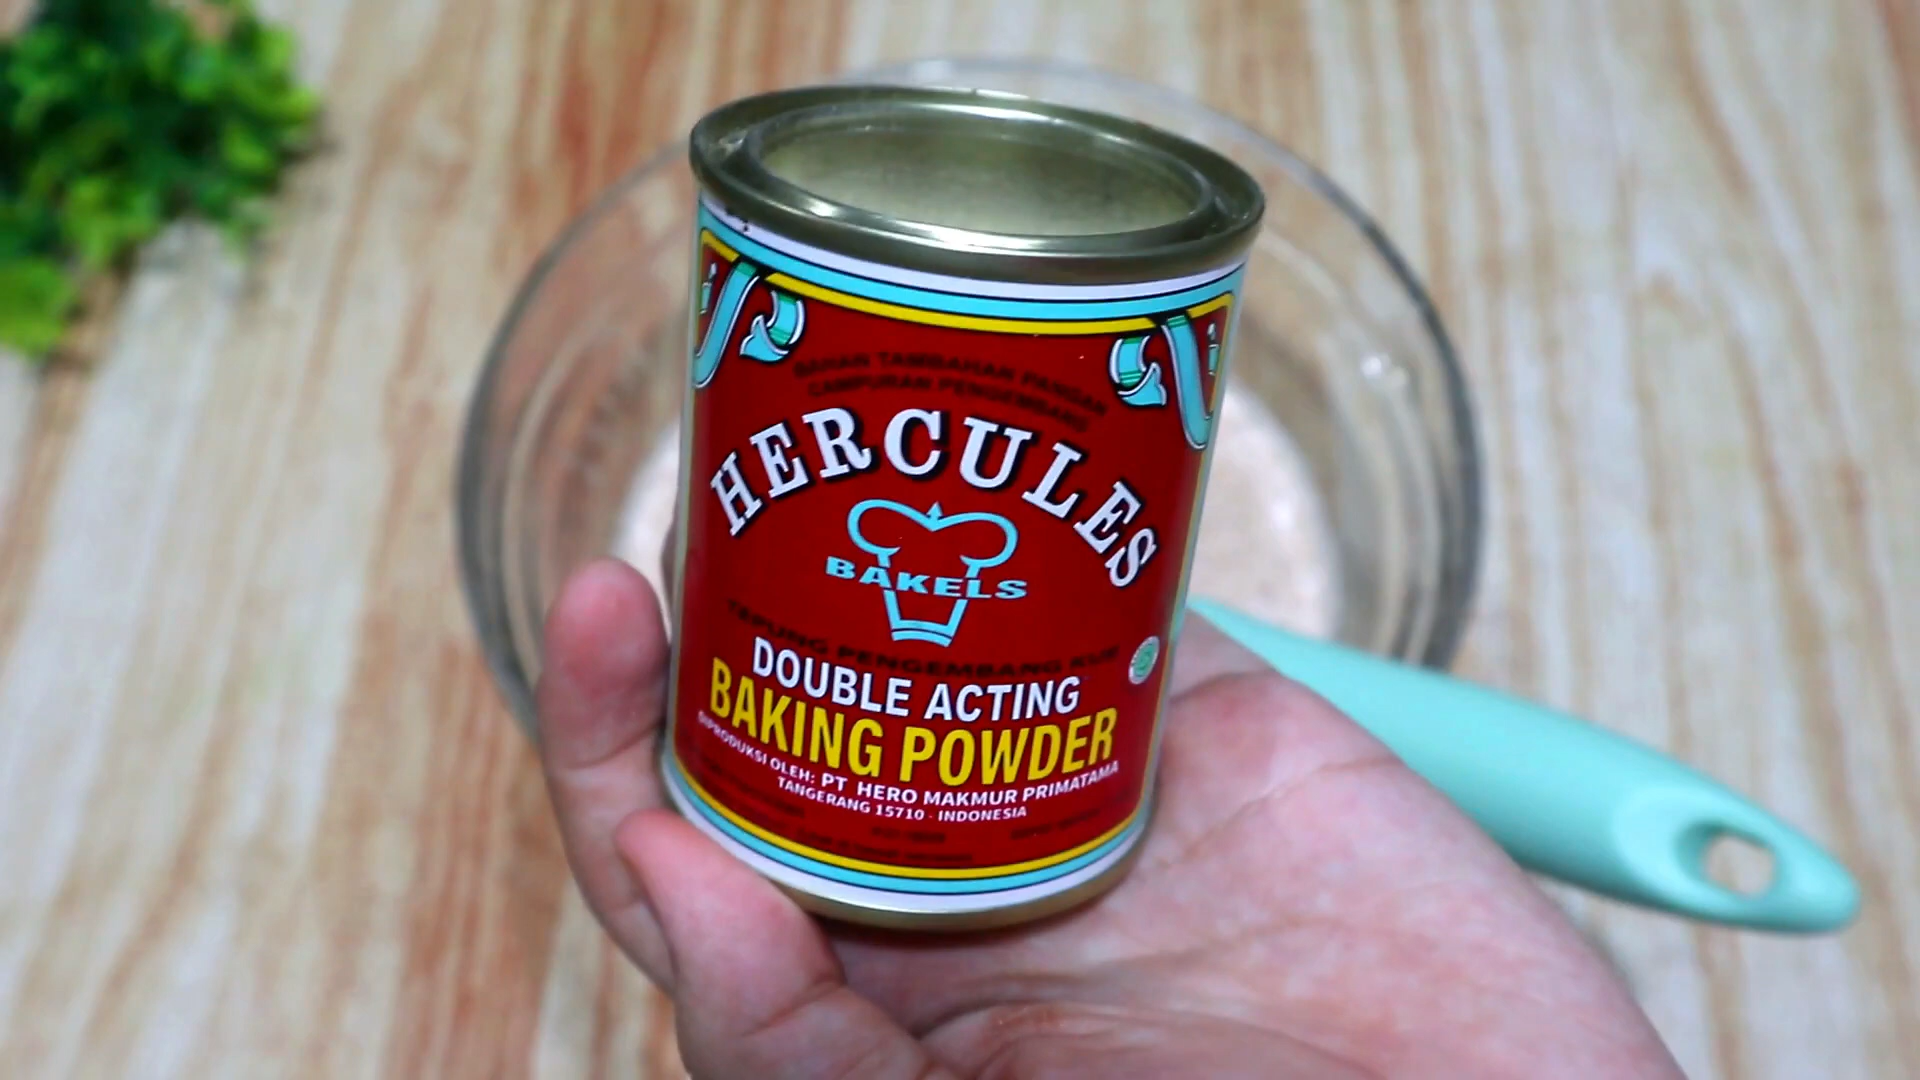 BAHAN TAMBAHAN PANGAN
CAMPURAN PENGEMBANG
HERCULES
BAKELS
TEPUNG PENGEMBANG KUE
DOUBLE ACTING
BAKING POWDER
DIPRODUKSI OLEH: PT HERO MAKMUR PRIMATAMA
TANGERANG 15710 - INDONESIA